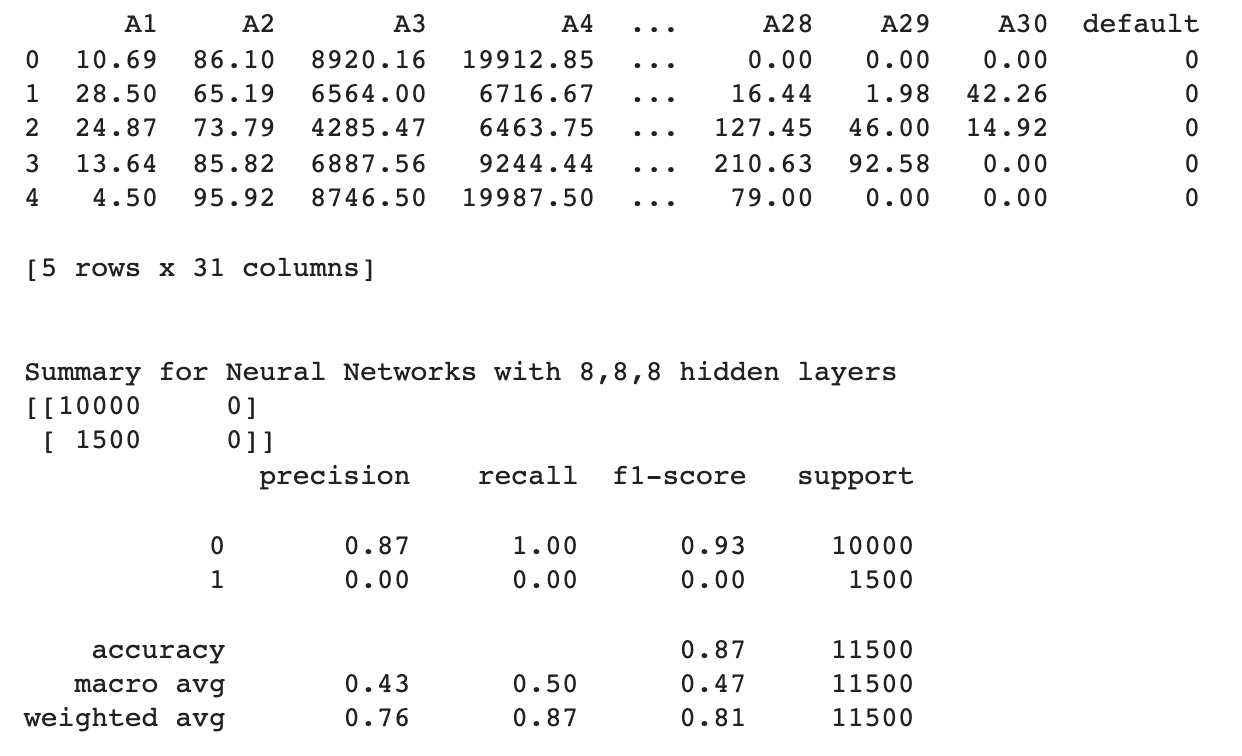 A1 A2 A3 A4 ... A28 A29 A30 default
0 10.69 86.10 8920.16 19912.85 ... 0.00 0.00 0.00 0
1 28.50 65.19 6564.00 6716.67 ... 16.44 1.98 42.26 0
2 24.87 73.79 4285.47 6463.75 ... 127.45 46.00 14.92 0
3 13.64 85.82 6887.56 9244.44 ... 210.63 92.58 0.00 0
4 4.50 95.92 8746.50 19987.50 ... 79.00 0.00 0.00 0
[5 rows x 31 columns]
Summary for Neural Networks with 8,8,8 hidden layers
[[10000 0]
[ 1500 0]]
precision recall f1-score support
0 0.87 1.00 0.93 10000
1 0.00 0.00 0.00 1500
accuracy 0.87 11500
macro avg 0.43 0.50 0.47 11500
weighted avg 0.76 0.87 0.81 11500